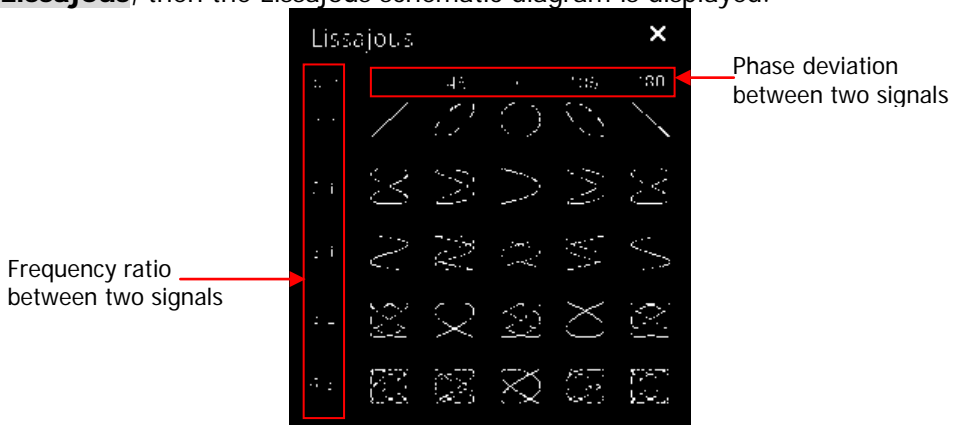 Lissajous, then the Lissajous schematic diagram is displayed.
Lissajous ×
45 135 180
Phase deviation
between two signals
Frequency ratio
between two signals